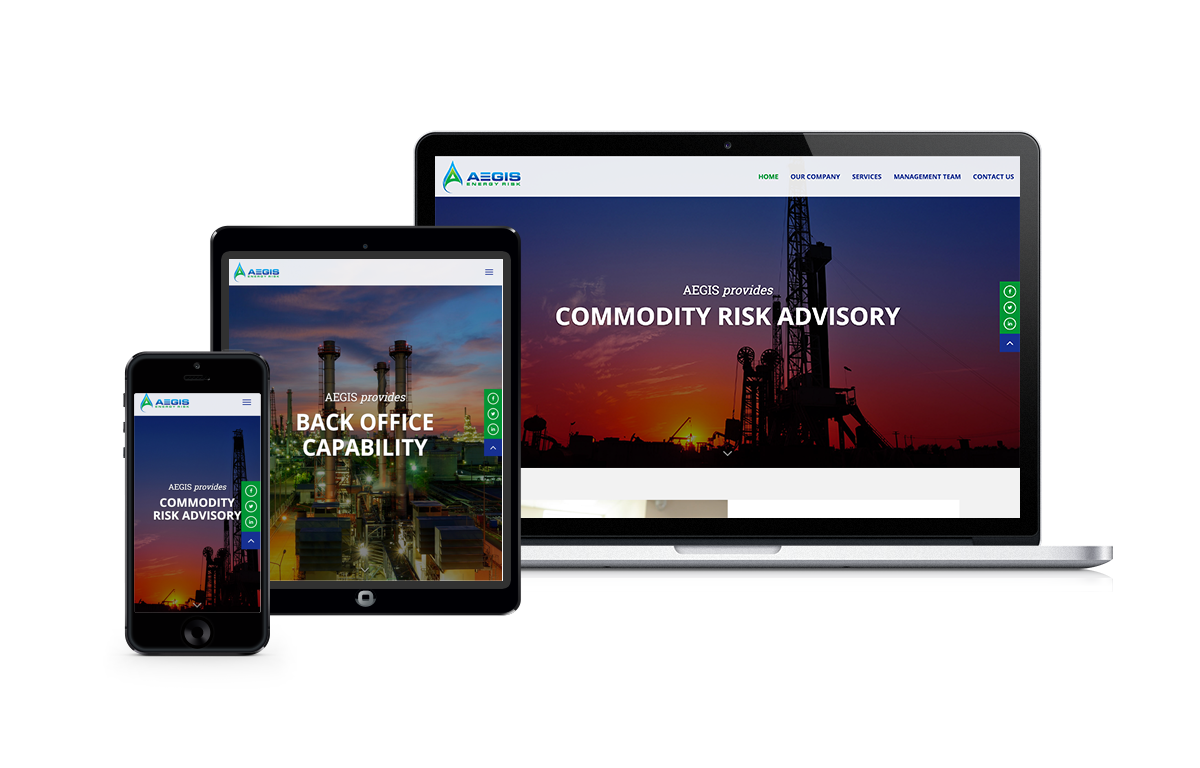 AEGIS
ENERGY RISK
HOME OUR COMPANY SERVICES MANAGEMENT TEAM CONTACT US
AEGIS provides
COMMODITY RISK ADVISORY
AEGIS
ENERGY RISK
AEGIS provides
BACK OFFICE
CAPABILITY
AEGIS
ENERGY RISK
AEGIS provides
COMMODITY
RISK ADVISORY